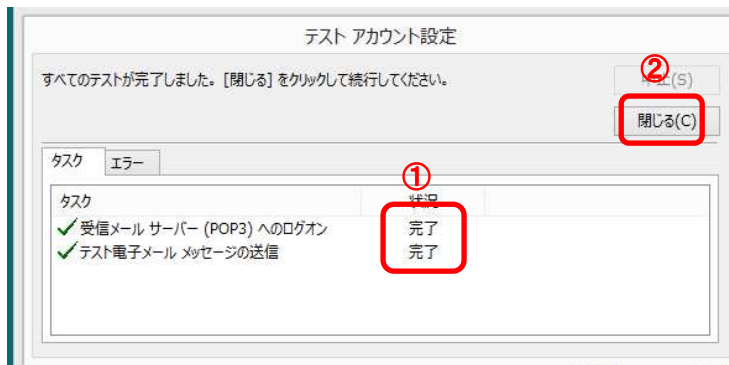 テスト アカウント設定
すべてのテストが完了しました。[閉じる] をクリックして続行してください。
②
(S)
閉じる(C)
タスク エラー
①
タスク 状況
受信メール サーバー (POP3) へのログオン 完了
テスト電子メール メッセージの送信 完了